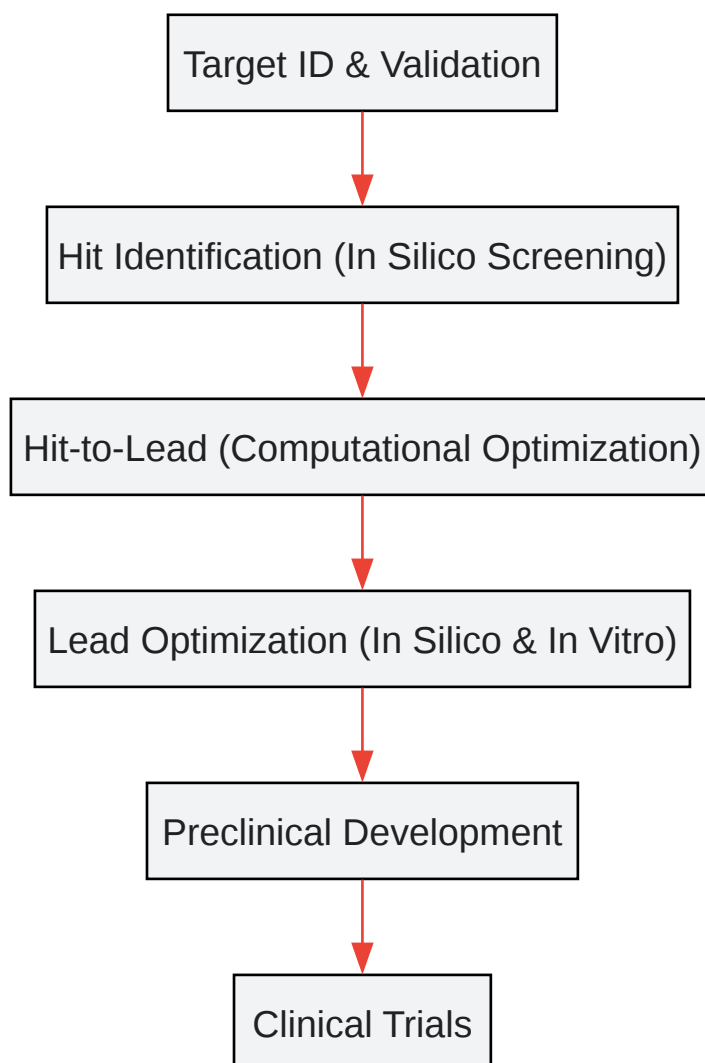 Target ID & Validation
Hit Identification (In Silico Screening)
Hit-to-Lead (Computational Optimization)
Lead Optimization (In Silico & In Vitro)
Preclinical Development
Clinical Trials